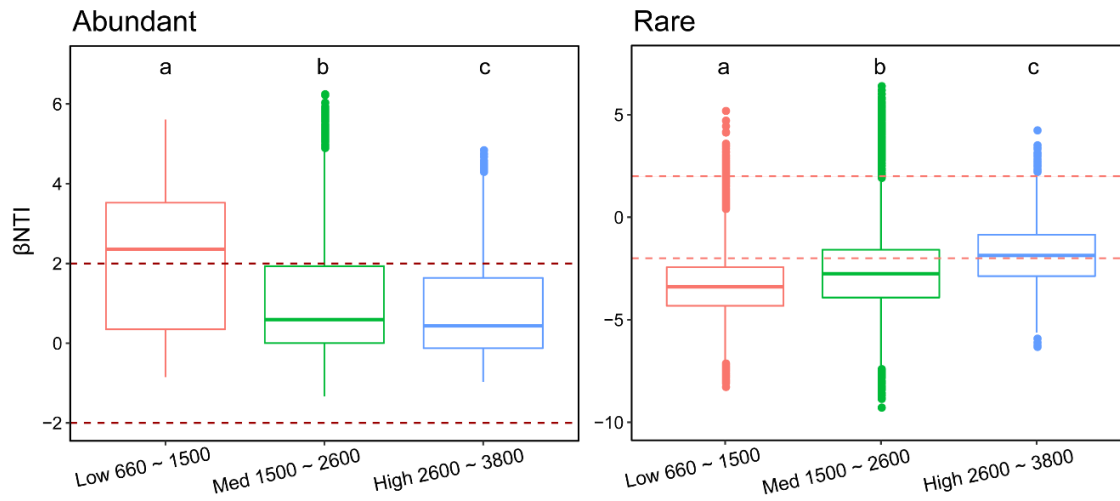 Abundant
a
b
c
βNTI
6
4
2
0
−2
Low 660 ~ 1500
Med 1500 ~ 2600
High 2600 ~ 3800
Rare
a
b
c
5
0
−5
−10
Low 660 ~ 1500
Med 1500 ~ 2600
High 2600 ~ 3800